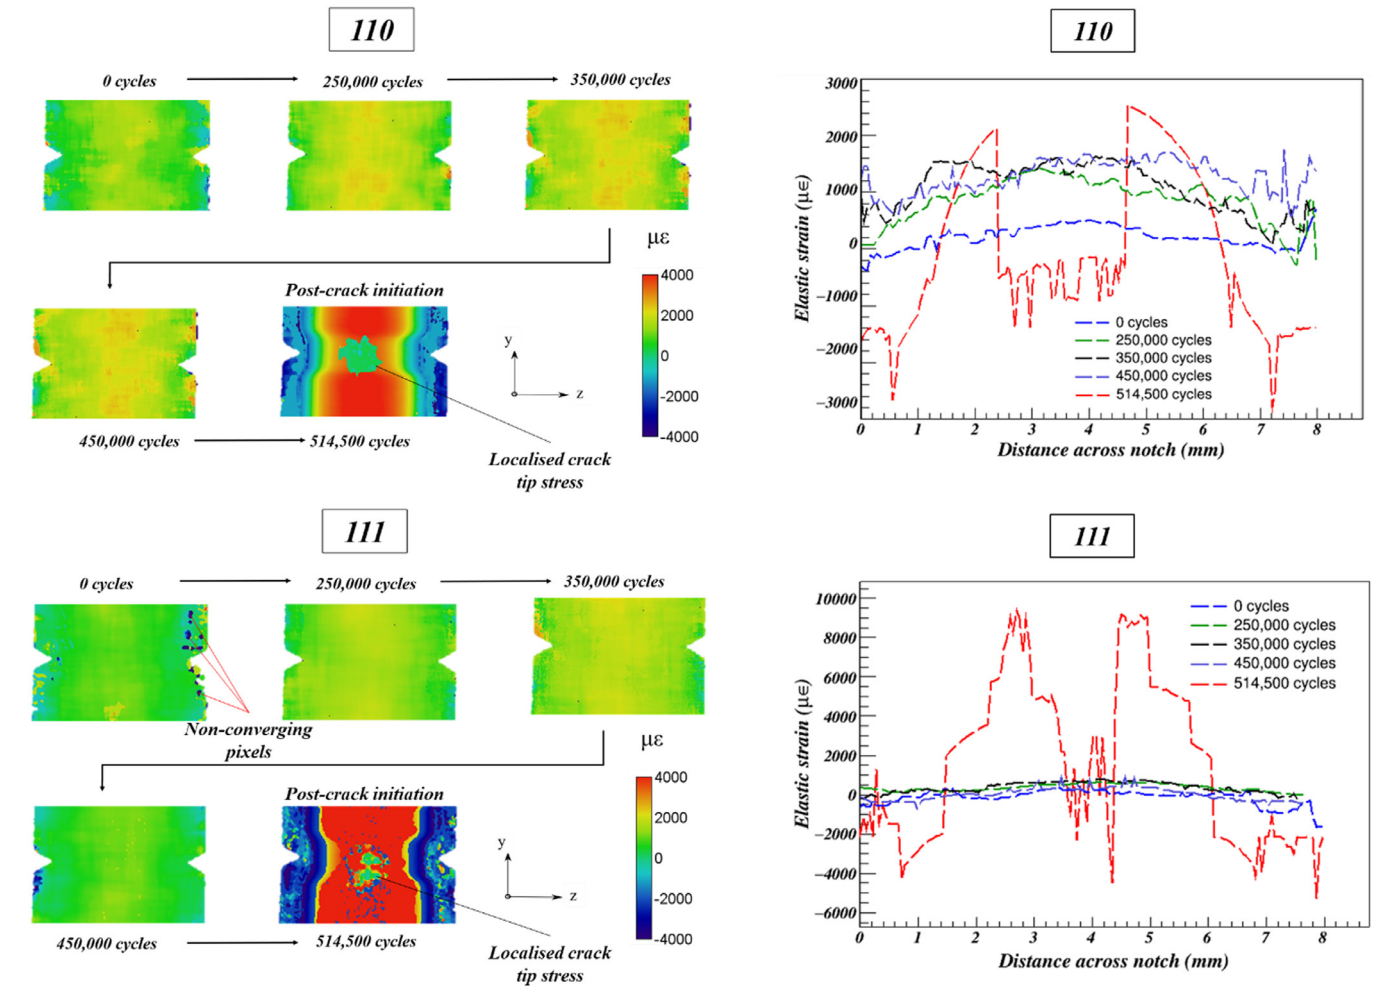 110
0 cycles
250,000 cycles
350,000 cycles
με
Post-crack initiation
4000
2000
0
-2000
-4000
y
z
450,000 cycles
514,500 cycles
Localised crack
tip stress
110
3000
2000
1000
0
−1000
−2000
−3000
Elastic strain (με)
0 cycles
250,000 cycles
350,000 cycles
450,000 cycles
514,500 cycles
0 1 2 3 4 5 6 7 8
Distance across notch (mm)
111
0 cycles
250,000 cycles
350,000 cycles
Non-converging
pixels
με
Post-crack initiation
4000
2000
0
-2000
-4000
y
z
450,000 cycles
514,500 cycles
Localised crack
tip stress
111
10000
8000
6000
4000
2000
0
−2000
−4000
−6000
Elastic strain (με)
0 cycles
250,000 cycles
350,000 cycles
450,000 cycles
514,500 cycles
0 1 2 3 4 5 6 7 8
Distance across notch (mm)